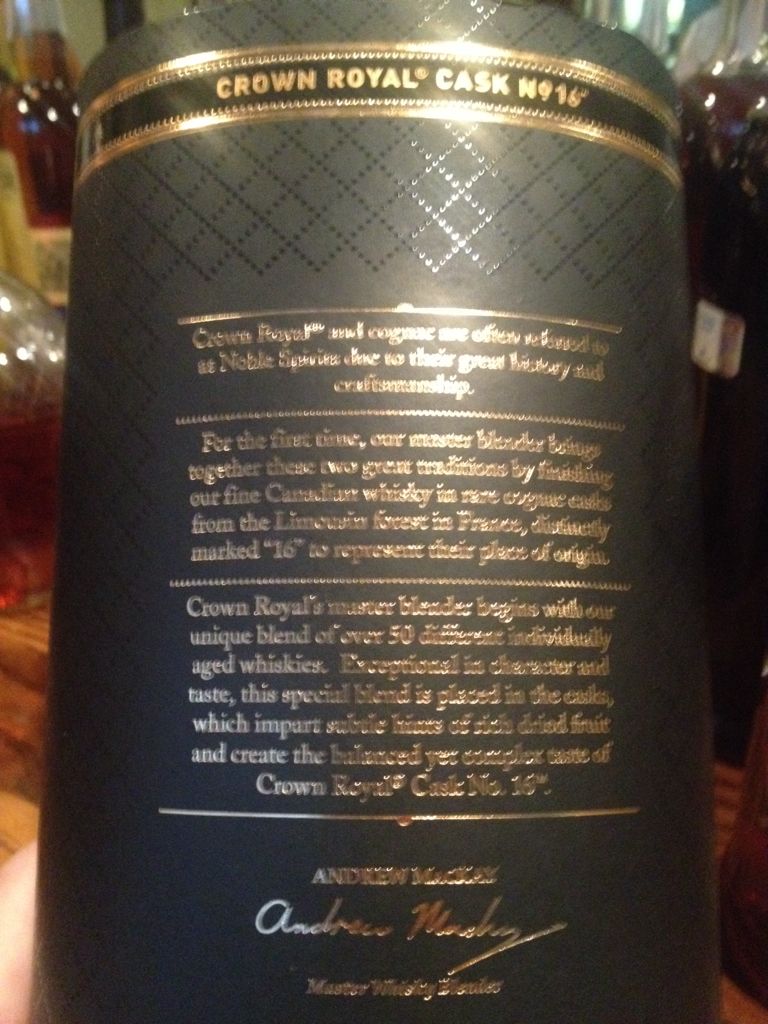 CROWN ROYAL® CASK Nº16™
Crown Royal® and cognac are often referred to
as Noble Spirits due to their great history and
craftsmanship.
For the first time, our master blender brings
together these two great traditions by finishing
our fine Canadian whisky in rare cognac casks
from the Limousin forest in France, distinctly
marked "16" to represent their place of origin.
Crown Royal's master blender begins with our
unique blend of over 50 different individually
aged whiskies. Exceptional in character and
taste, this special blend is placed in the casks,
which impart subtle hints of rich dried fruit
and create the balanced yet complex taste of
Crown Royal® Cask No. 16™.
ANDREW MACKAY
Andrew Mackay
Master Whisky Blender